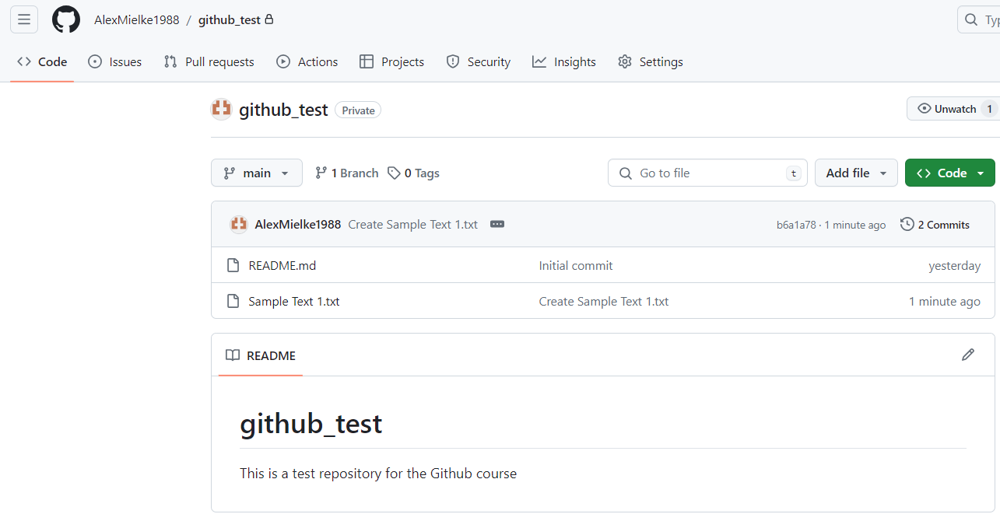 AlexMielke1988 / github_test
Typ
Code Issues Pull requests Actions Projects Security Insights Settings
github_test Private
Unwatch 1
main 1 Branch 0 Tags Go to file t Add file Code
AlexMielke1988 Create Sample Text 1.txt b6a1a78 · 1 minute ago 2 Commits
README.md Initial commit yesterday
Sample Text 1.txt Create Sample Text 1.txt 1 minute ago
README
github_test
This is a test repository for the Github course